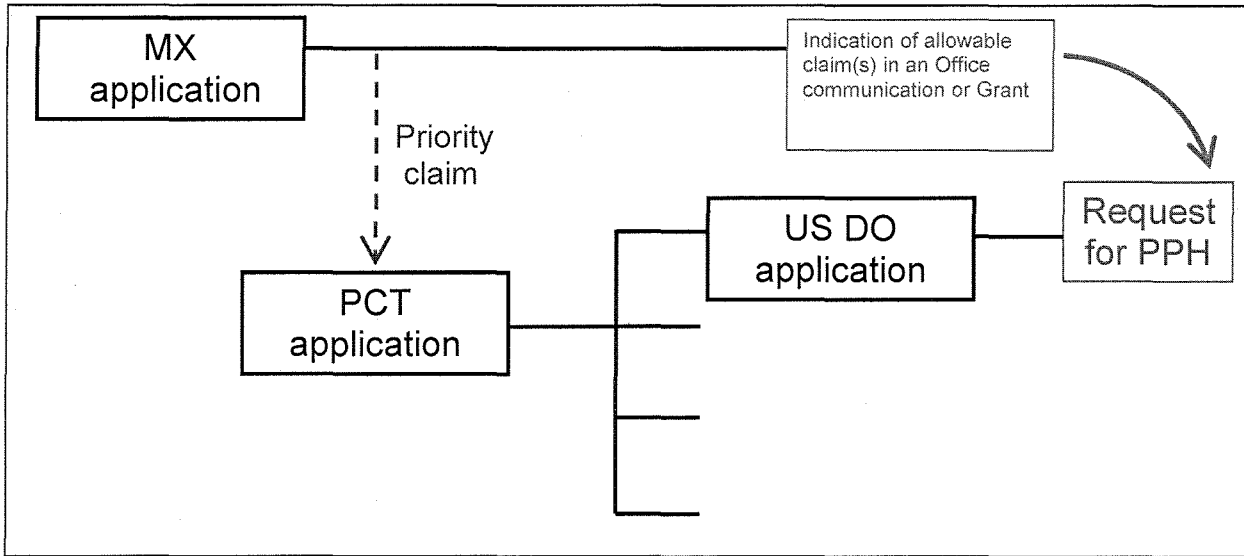 MX
application
Indication of allowable
claim(s) in an Office
communication or Grant
Priority
claim
US DO
application
Request
for PPH
PCT
application